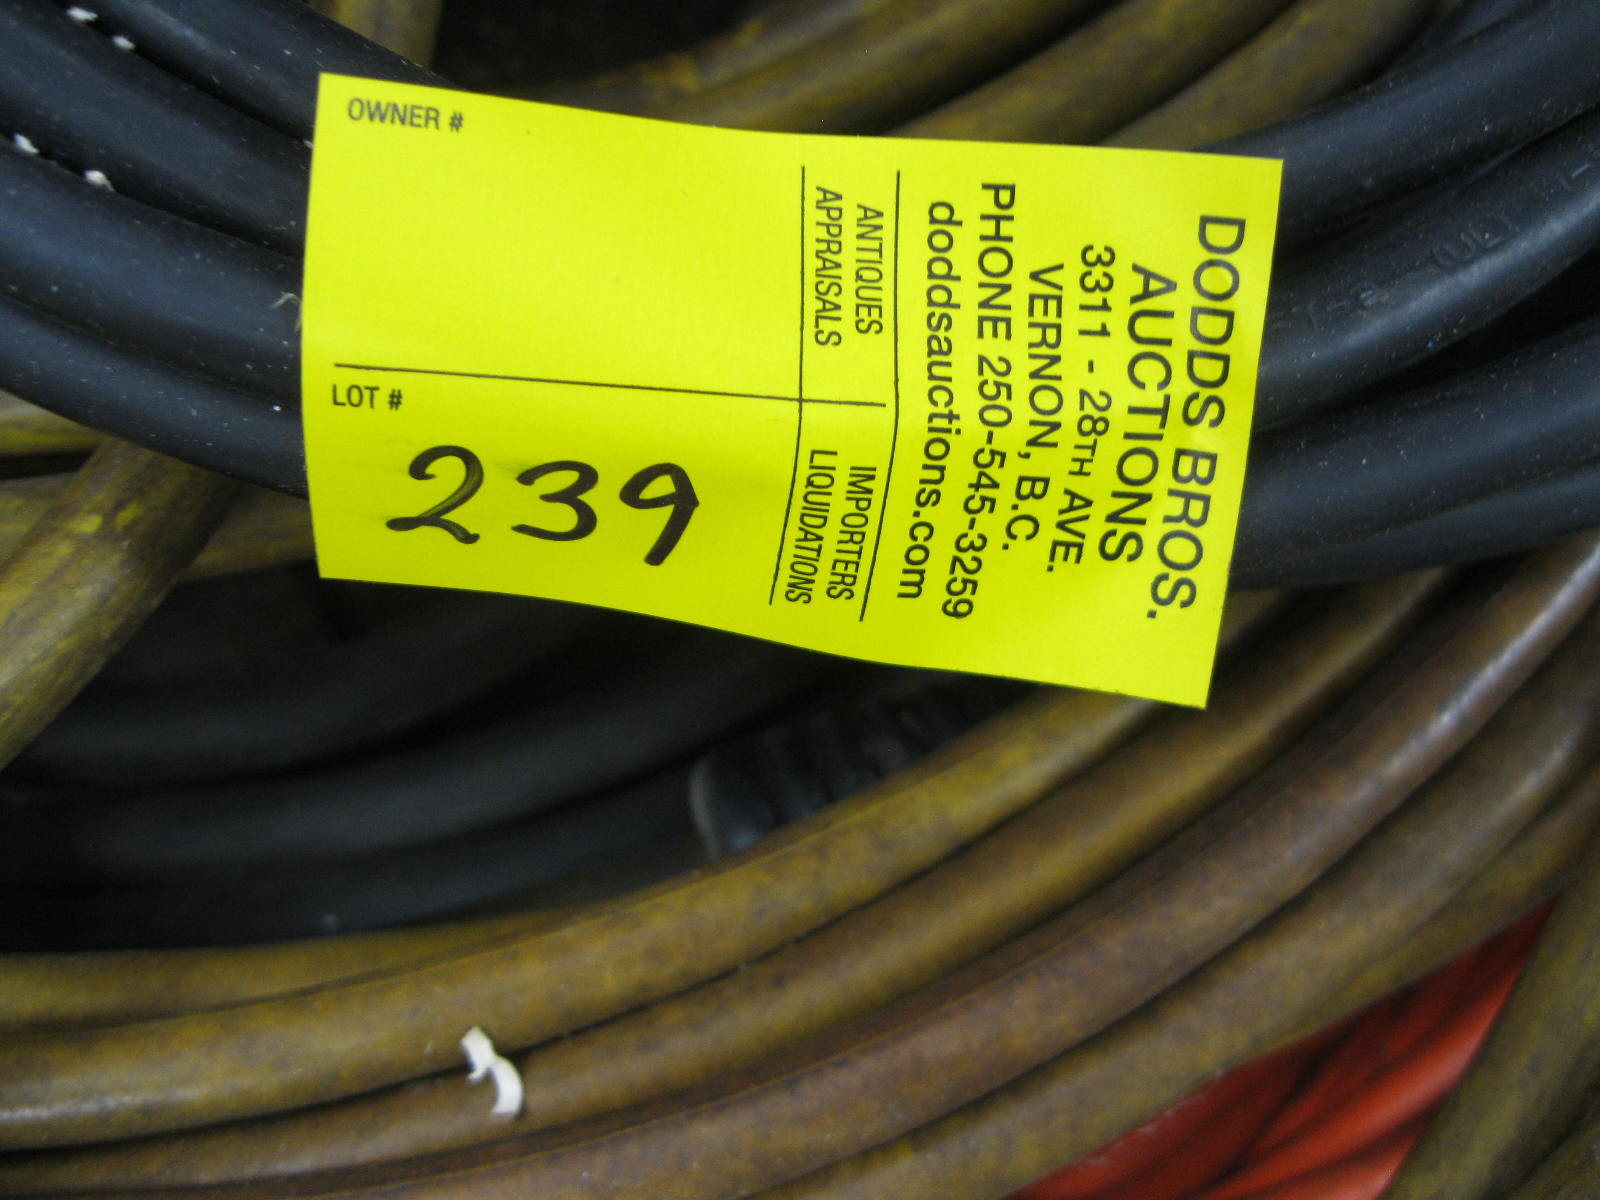 DODDS BROS.
AUCTIONS
3311 - 28TH AVE.
VERNON, B.C.
PHONE 250-545-3259
doddsauctions.com
ANTIQUES
APPRAISALS
IMPORTERS
LIQUIDATIONS
OWNER #
LOT #
239
(UL)